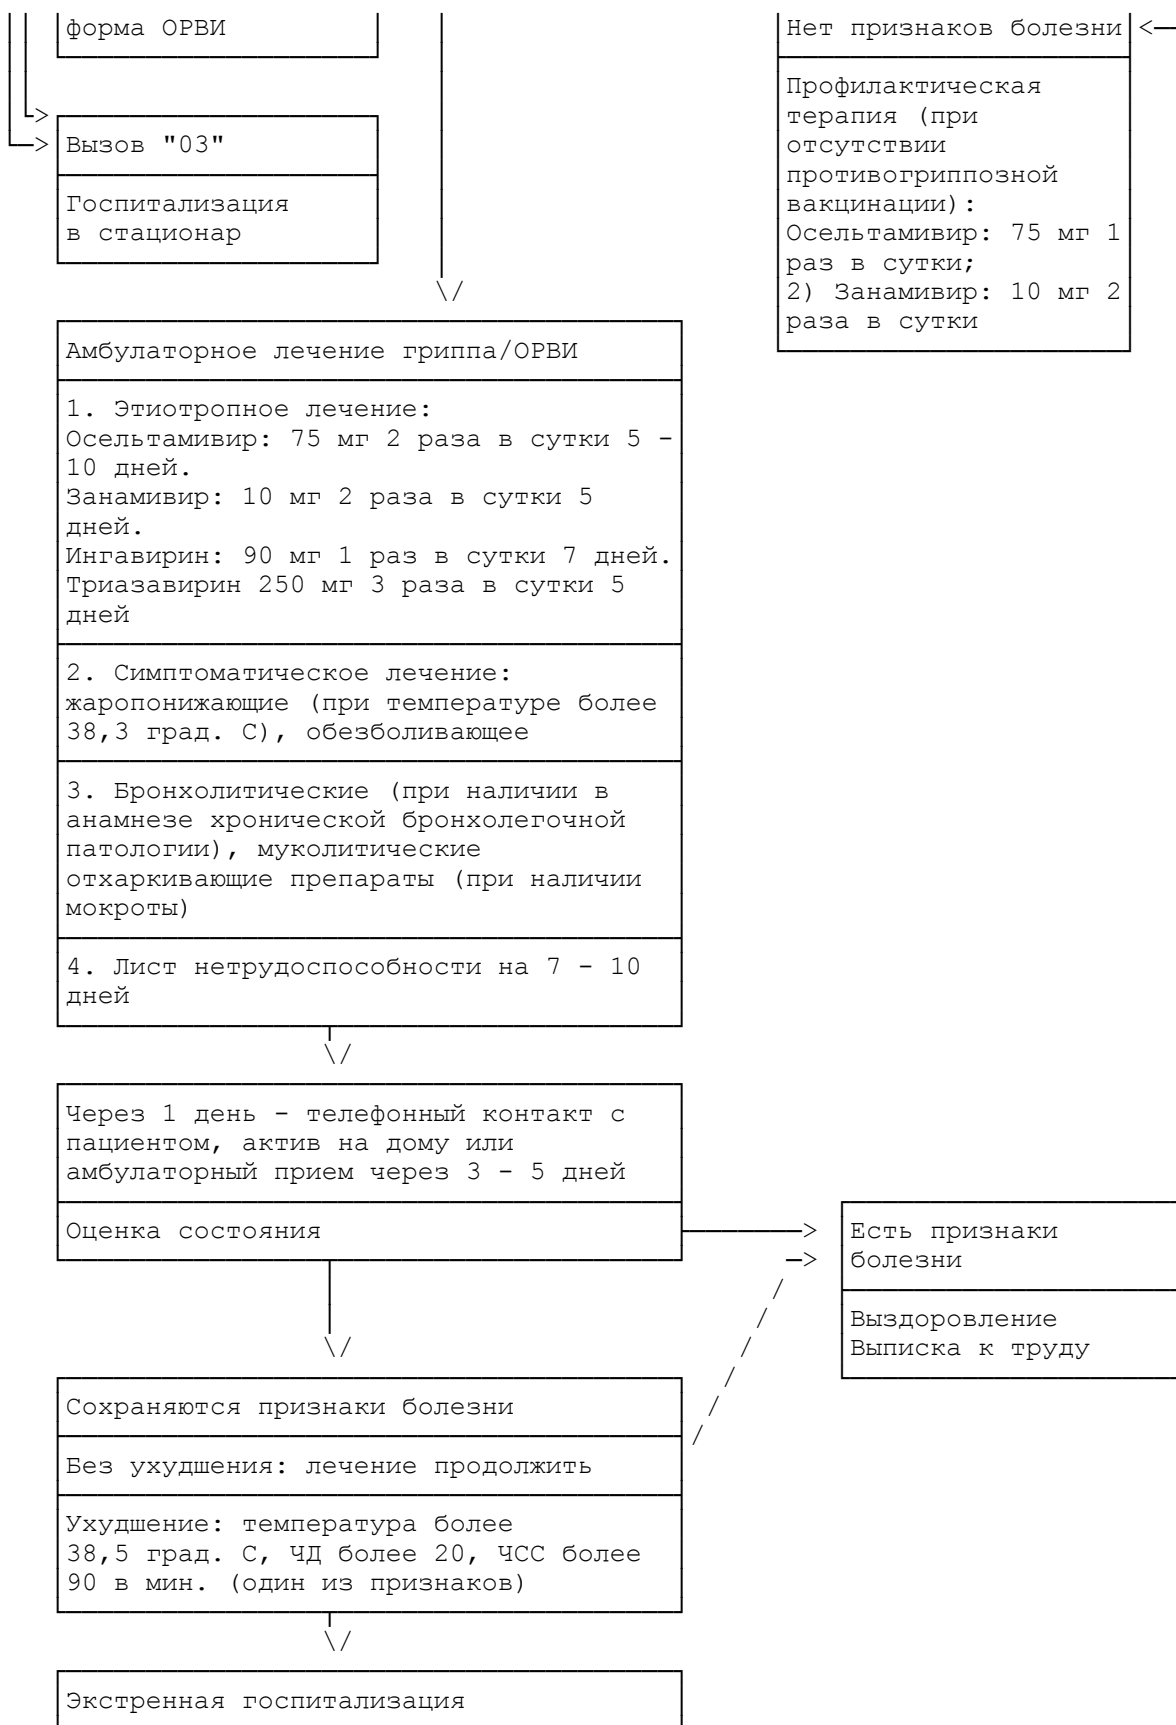 форма ОРВИ
Вызов "03"
Госпитализация
в стационар
Нет признаков болезни
Профилактическая
терапия (при
отсутствии
противогриппозной
вакцинации):
Осельтамивир: 75 мг 1
раз в сутки;
2) Занамивир: 10 мг 2
раза в сутки
Амбулаторное лечение гриппа/ОРВИ
1. Этиотропное лечение:
Осельтамивир: 75 мг 2 раза в сутки 5 -
10 дней.
Занамивир: 10 мг 2 раза в сутки 5
дней.
Ингавирин: 90 мг 1 раз в сутки 7 дней.
Триазавирин 250 мг 3 раза в сутки 5
дней
2. Симптоматическое лечение:
жаропонижающие (при температуре более
38,3 град. С), обезболивающее
3. Бронхолитические (при наличии в
анамнезе хронической бронхолегочной
патологии), муколитические
отхаркивающие препараты (при наличии
мокроты)
4. Лист нетрудоспособности на 7 - 10
дней
Через 1 день - телефонный контакт с
пациентом, актив на дому или
амбулаторный прием через 3 - 5 дней
Оценка состояния
Есть признаки
болезни
Выздоровление
Выписка к труду
Сохраняются признаки болезни
Без ухудшения: лечение продолжить
Ухудшение: температура более
38,5 град. С, ЧД более 20, ЧСС более
90 в мин. (один из признаков)
Экстренная госпитализация